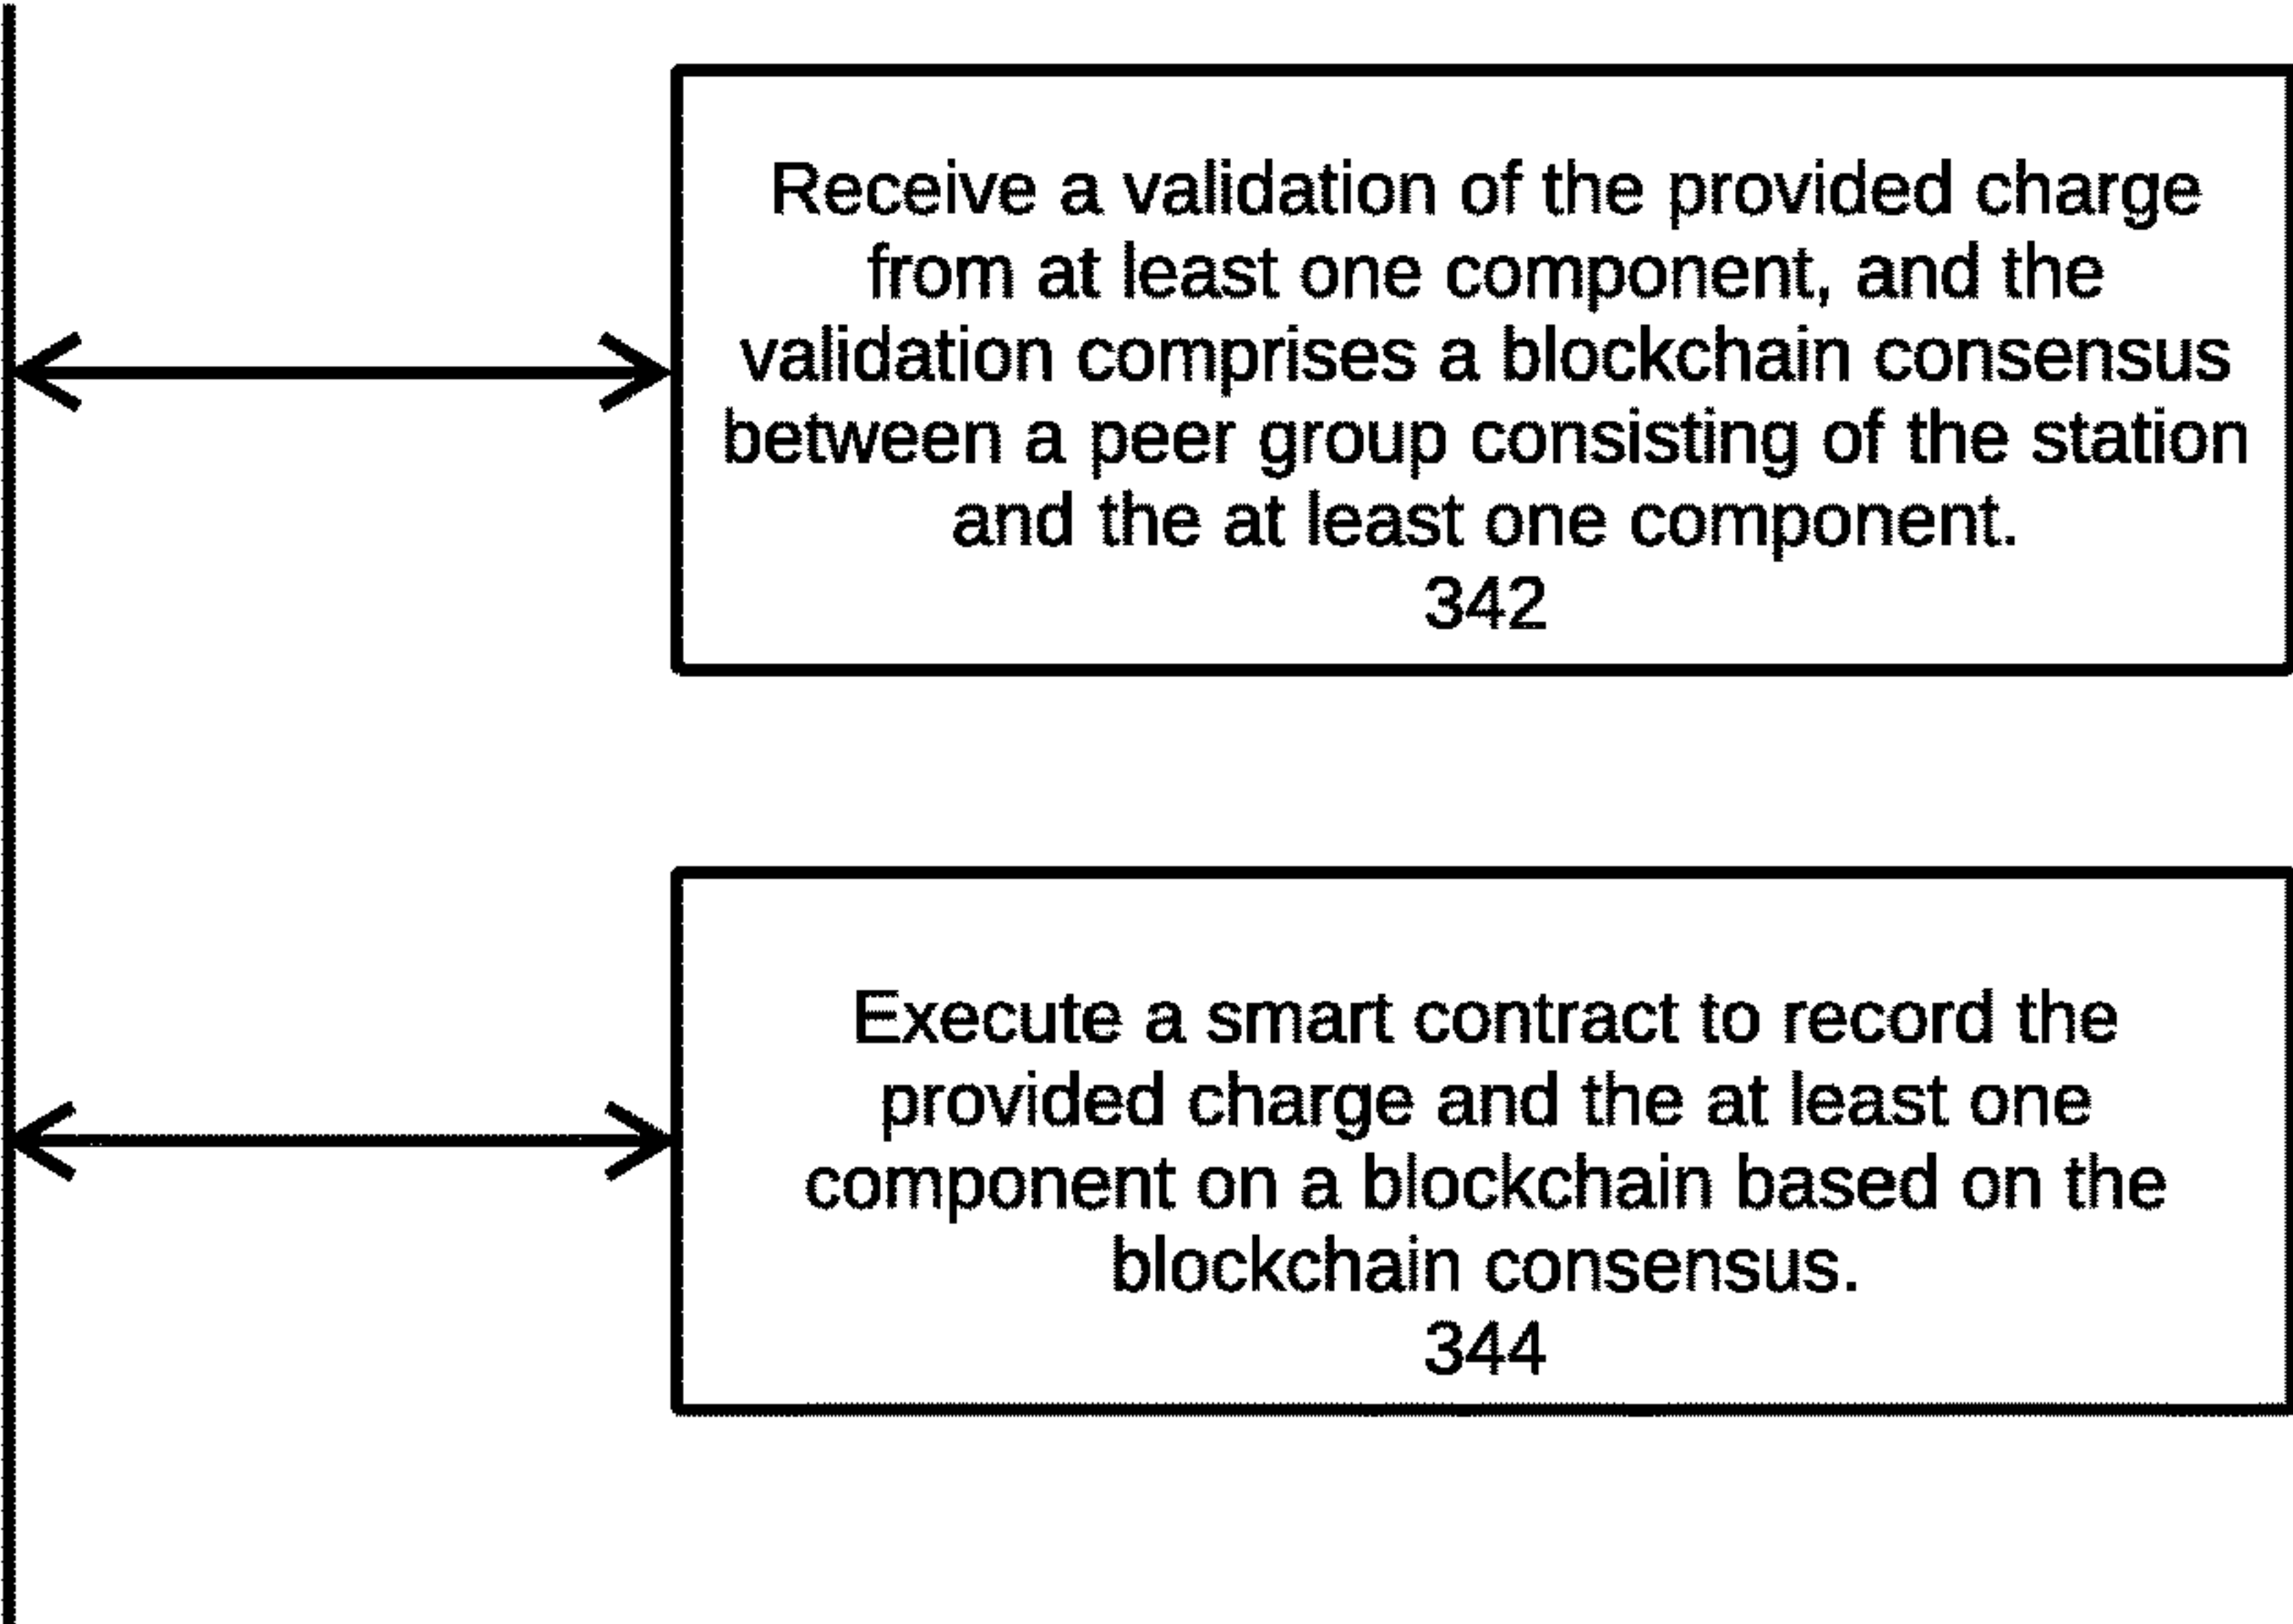 Receive a validation of the provided charge
from at least one component, and the
validation comprises a blockchain consensus
between a peer group consisting of the station
and the at least one component.
342
Execute a smart contract to record the
provided charge and the at least one
component on a blockchain based on the
blockchain consensus.
344